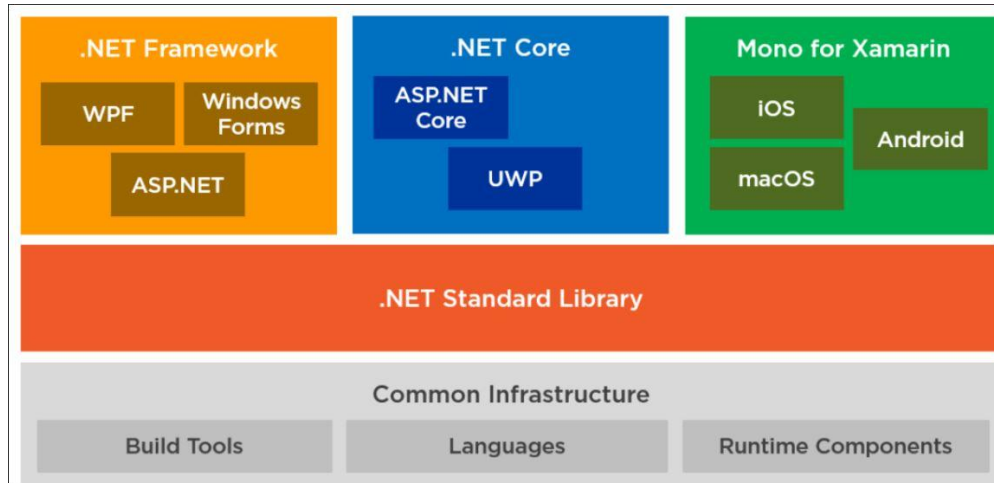 .NET Framework
WPF
Windows
Forms
ASP.NET
.NET Core
ASP.NET
Core
UWP
Mono for Xamarin
iOS
Android
macOS
.NET Standard Library
Common Infrastructure
Build Tools
Languages
Runtime Components